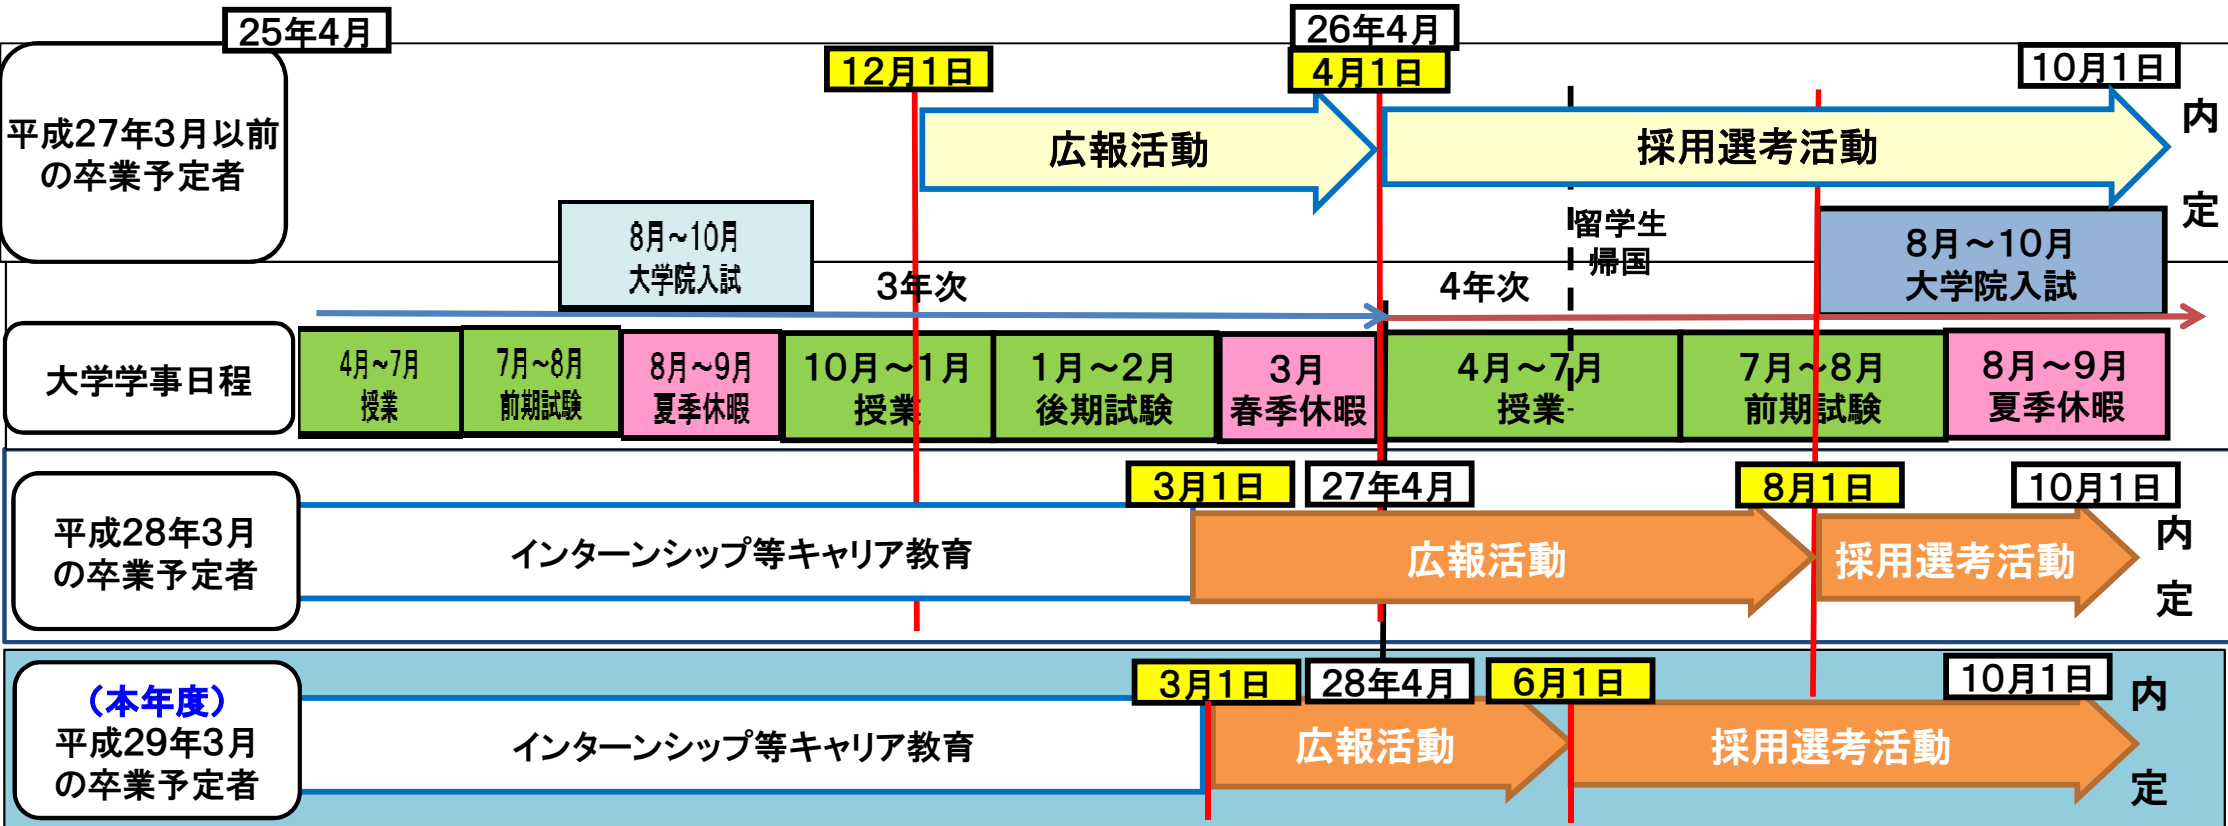 25年4月
26年4月
12月1日
4月1日
10月1日
平成27年3月以前
の卒業予定者
広報活動
採用選考活動
内
定
8月～10月
大学院入試
3年次
4年次
留学生
帰国
8月～10月
大学院入試
大学学事日程
4月～7月
授業
7月～8月
前期試験
8月～9月
夏季休暇
10月～1月
授業
1月～2月
後期試験
3月
春季休暇
4月～7月
授業
7月～8月
前期試験
8月～9月
夏季休暇
3月1日
27年4月
8月1日
10月1日
平成28年3月
の卒業予定者
インターンシップ等キャリア教育
広報活動
採用選考活動
内
定
3月1日
28年4月
6月1日
10月1日
（本年度）
平成29年3月
の卒業予定者
インターンシップ等キャリア教育
広報活動
採用選考活動
内
定